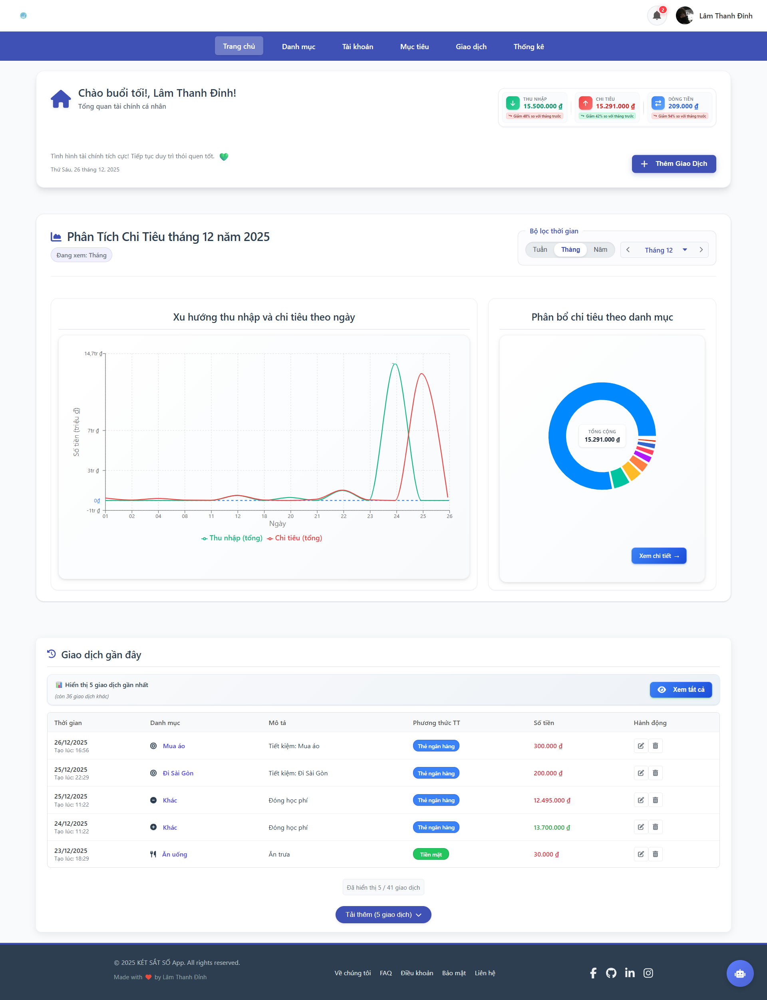 2
Lâm Thanh Đỉnh
Trang chủ Danh mục Tài khoản Mục tiêu Giao dịch Thống kê
Chào buổi tối!, Lâm Thanh Đỉnh!
Tổng quan tài chính cá nhân
THU NHẬP
15.500.000 ₫
Giảm 48% so với tháng trước
CHI TIÊU
15.291.000 ₫
Giảm 42% so với tháng trước
DÒNG TIỀN
209.000 ₫
Giảm 94% so với tháng trước
Tình hình tài chính tích cực! Tiếp tục duy trì thói quen tốt. 💚
Thứ Sáu, 26 tháng 12, 2025
Thêm Giao Dịch
Phân Tích Chi Tiêu tháng 12 năm 2025
Đang xem: Tháng
Bộ lọc thời gian
Tuần Tháng Năm
Tháng 12
Xu hướng thu nhập và chi tiêu theo ngày
14,7tr ₫
7tr ₫
3tr ₫
0₫
-1tr ₫
Số tiền (triệu ₫)
01 02 04 08 11 12 18 20 21 22 23 24 25 26
Ngày
Thu nhập (tổng) Chi tiêu (tổng)
Phân bổ chi tiêu theo danh mục
TỔNG CỘNG
15.291.000 ₫
Xem chi tiết →
Giao dịch gần đây
📊 Hiển thị 5 giao dịch gần nhất
(còn 36 giao dịch khác)
Xem tất cả
Thời gian Danh mục Mô tả Phương thức TT Số tiền Hành động
26/12/2025
Tạo lúc: 16:56
Mua áo Tiết kiệm: Mua áo Thẻ ngân hàng 300.000 ₫
25/12/2025
Tạo lúc: 22:29
Đi Sài Gòn Tiết kiệm: Đi Sài Gòn Thẻ ngân hàng 200.000 ₫
25/12/2025
Tạo lúc: 11:22
Khác Đóng học phí Thẻ ngân hàng 12.495.000 ₫
24/12/2025
Tạo lúc: 11:22
Khác Đóng học phí Thẻ ngân hàng 13.700.000 ₫
23/12/2025
Tạo lúc: 18:29
Ăn uống Ăn trưa Tiền mặt 30.000 ₫
Đã hiển thị 5 / 41 giao dịch
Tải thêm (5 giao dịch)
© 2025 KÉT SẮT SỐ App. All rights reserved.
Made with ❤️ by Lâm Thanh Đỉnh
Về chúng tôi FAQ Điều khoản Bảo mật Liên hệ